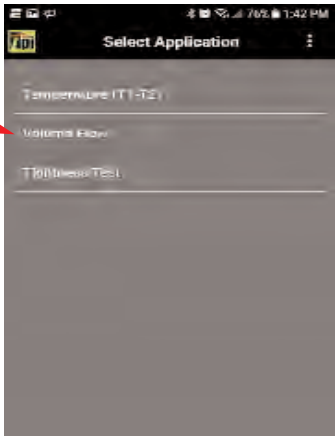 76% 1:42 PM
TPI Select Application
Temperature (T1-T2)
Volume Flow
Tightness Test